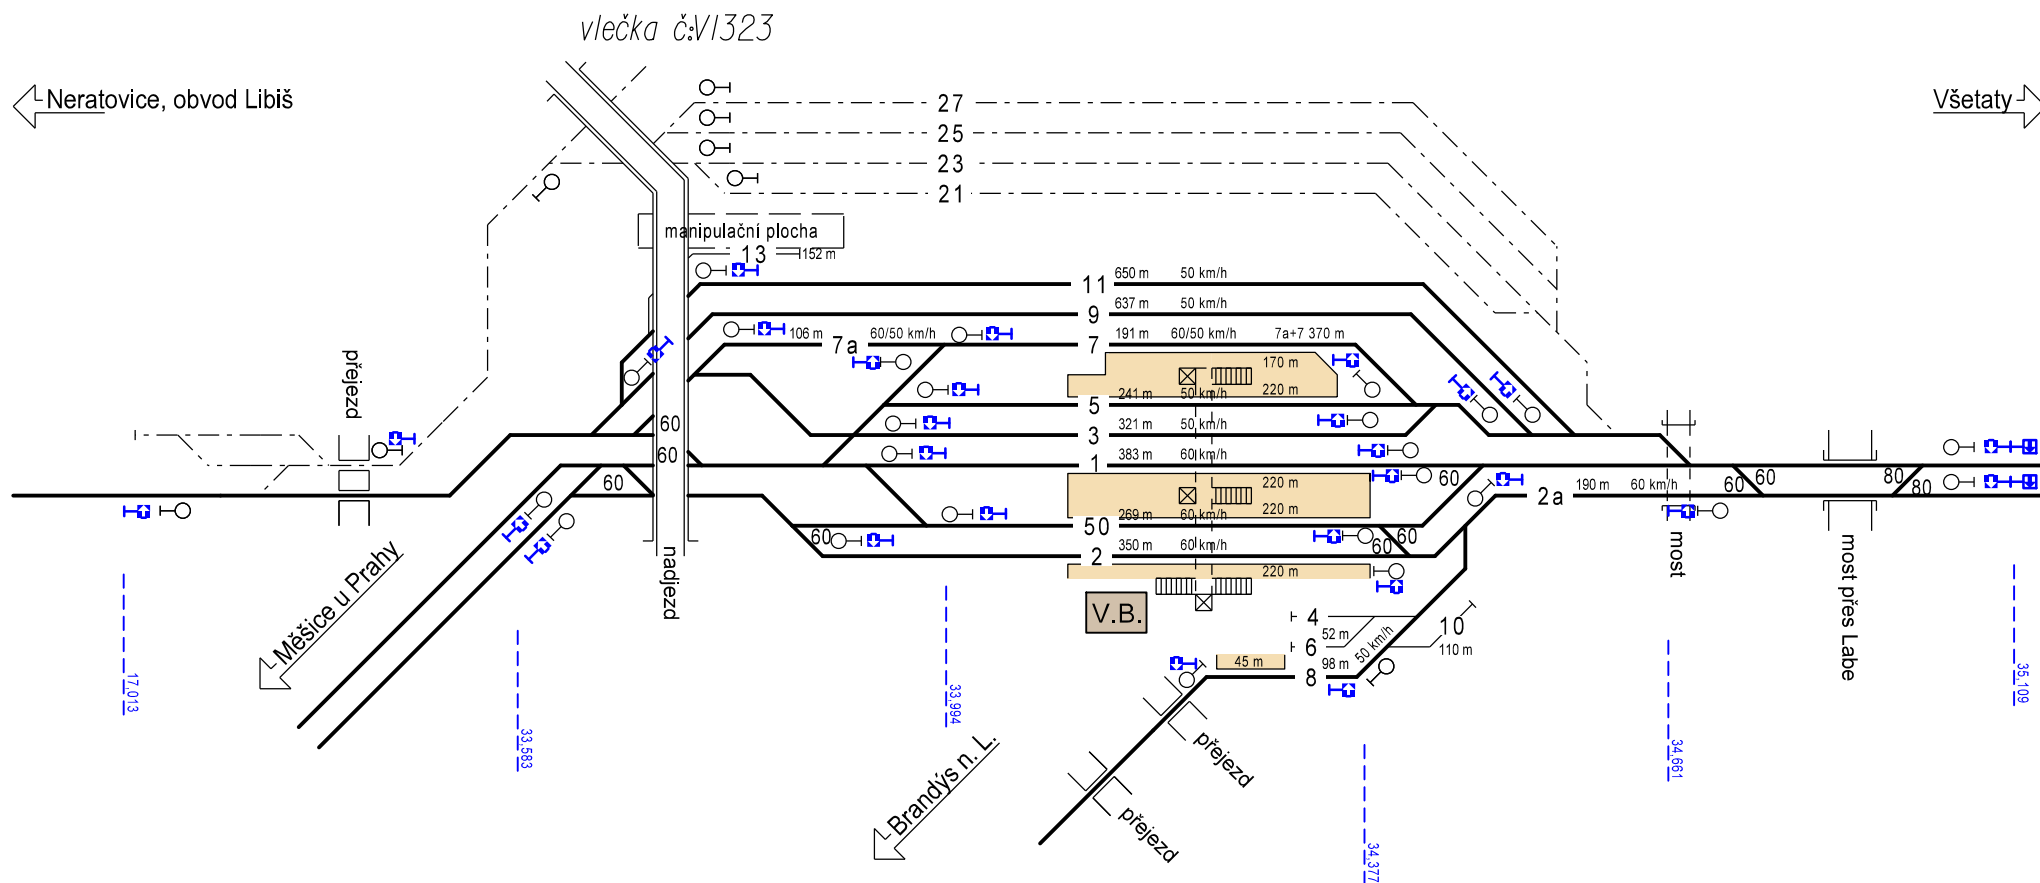 vlečka č:V1323
Neratovice, obvod Libiš
Všetaty
27
25
23
21
manipulační plocha
13 152 m
11 650 m 50 km/h
9 637 m 50 km/h
106 m 60/50 km/h
7a
7 191 m 60/50 km/h 7a+7 370 m
170 m
220 m
5 241 m 50 km/h
3 321 m 50 km/h
1 383 m 60 km/h
220 m
220 m
50 269 m 60 km/h
2 350 m 60 km/h
220 m
2a 190 m 60 km/h
60
60
60
60
60
60
60
60
60
80
80
přejezd
nadjezd
most
most přes Labe
V.B.
4
52 m
6
45 m
98 m
8
50 km/h
10
110 m
Měšice u Prahy
Brandýs n. L.
přejezd
přejezd
17,013
33,583
33,994
34,377
34,661
35,109